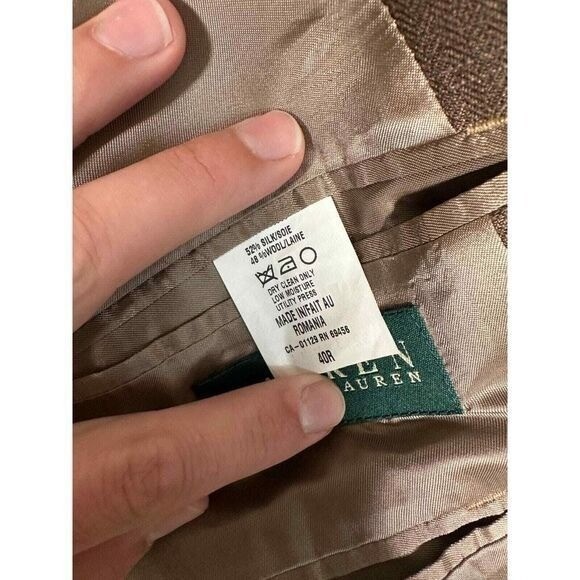 52% SILK/SOIE
48 %WOOL/LAINE
DRY CLEAN ONLY
LOW MOISTURE
UTILITY PRESS
MADE IN/FAIT AU
ROMANIA
CA-01129 RN 69456
40R
REN
LAUREN